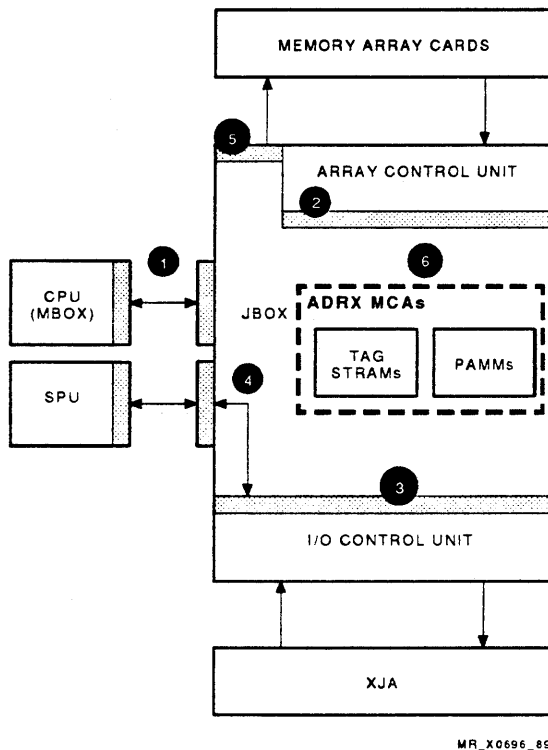 MEMORY ARRAY CARDS
5
ARRAY CONTROL UNIT
2
1
6
CPU
(MBOX)
JBOX
ADRX MCAs
TAG
STRAMs
PAMMs
SPU
4
3
I/O CONTROL UNIT
XJA
MR_X0696_89